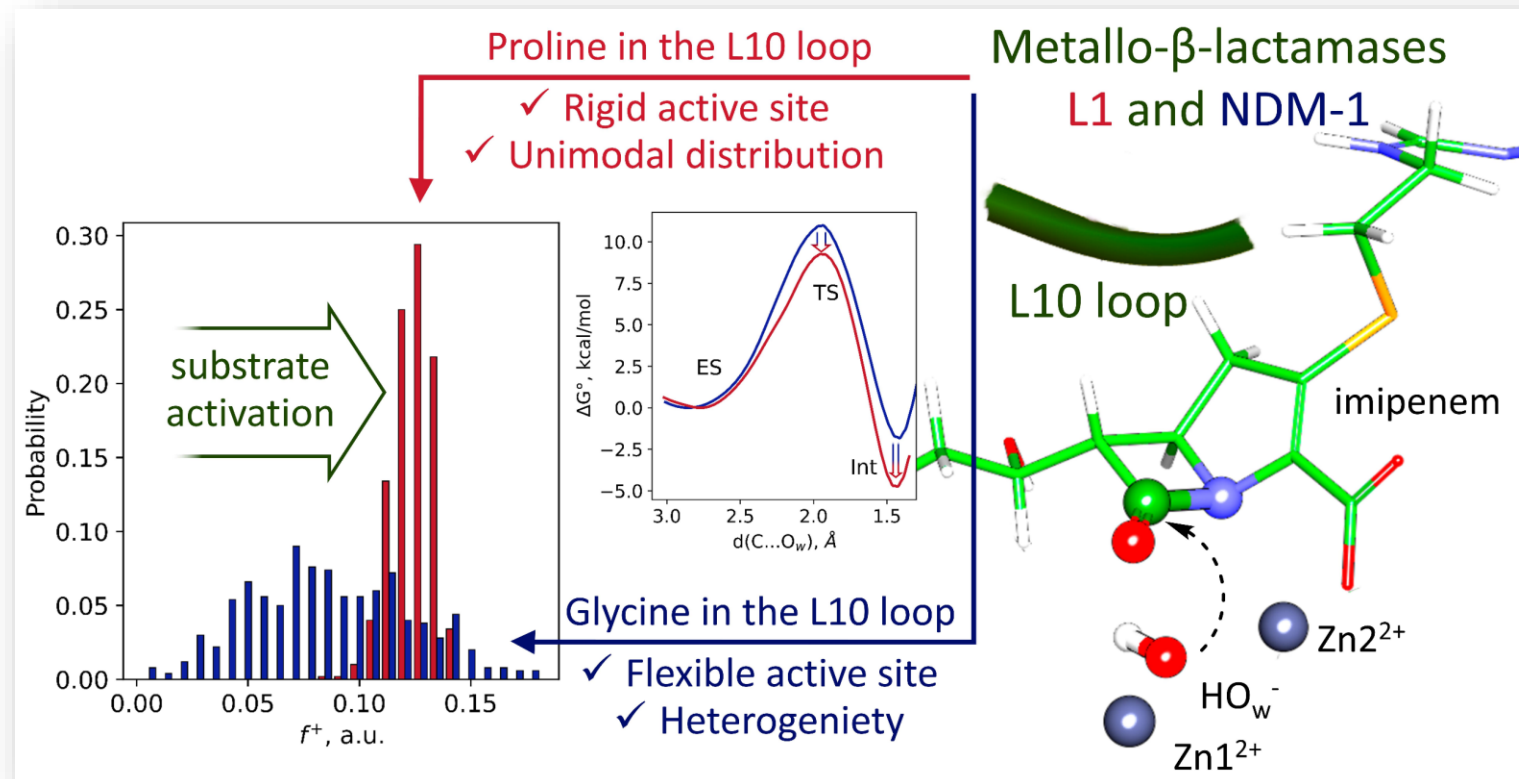 Proline in the L10 loop
✓ Rigid active site
✓ Unimodal distribution
Metallo-β-lactamases
L1 and NDM-1
L10 loop
imipenem
Zn2²⁺
HO_w⁻
Zn1²⁺
substrate
activation
Probability
0.30
0.25
0.20
0.15
0.10
0.05
0.00
0.00 0.05 0.10 0.15
f⁺, a.u.
ΔG°, kcal/mol
10.0
7.5
5.0
2.5
0.0
−2.5
−5.0
ES
TS
Int
3.0 2.5 2.0 1.5
d(C...O_w), Å
Glycine in the L10 loop
✓ Flexible active site
✓ Heterogeniety